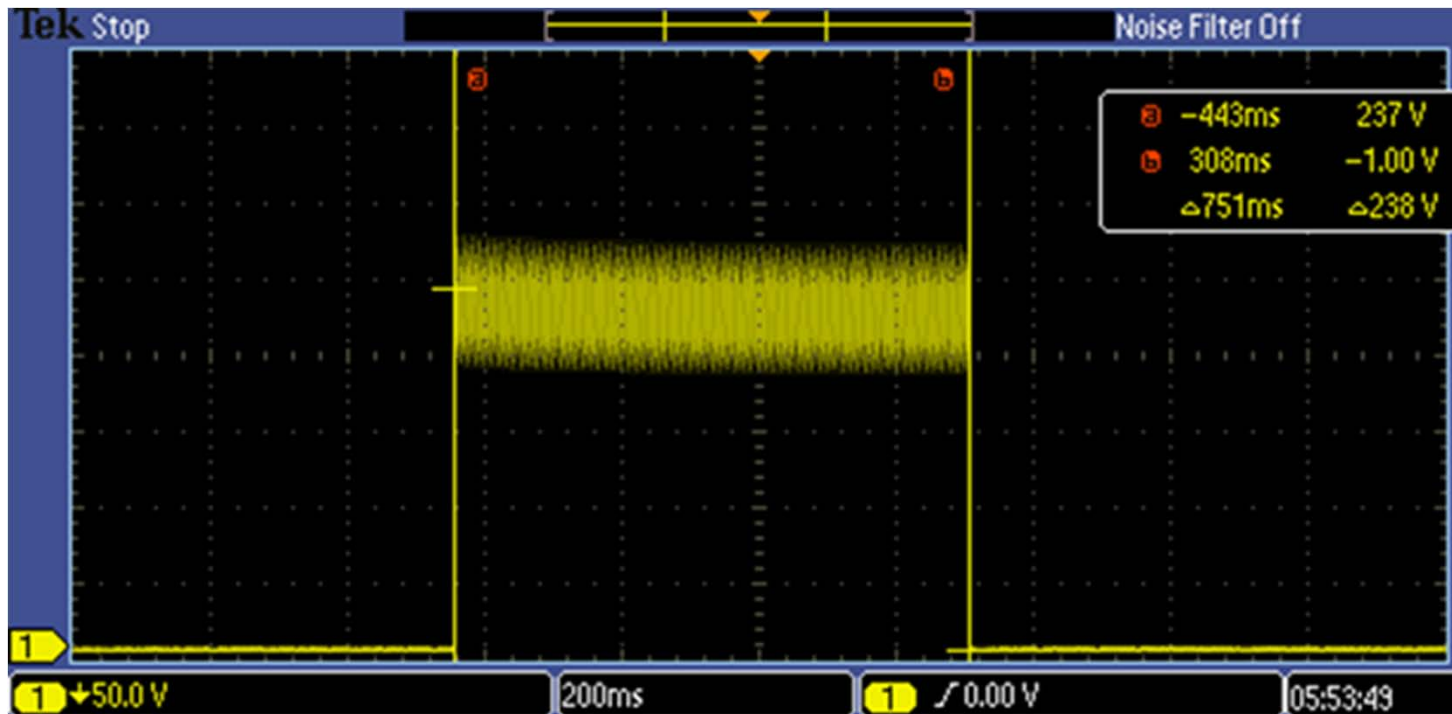 Tek Stop
Noise Filter Off
a
b
a −443ms 237 V
b 308ms −1.00 V
△751ms △238 V
1
1 50.0 V
200ms
1 0.00 V
05:53:49